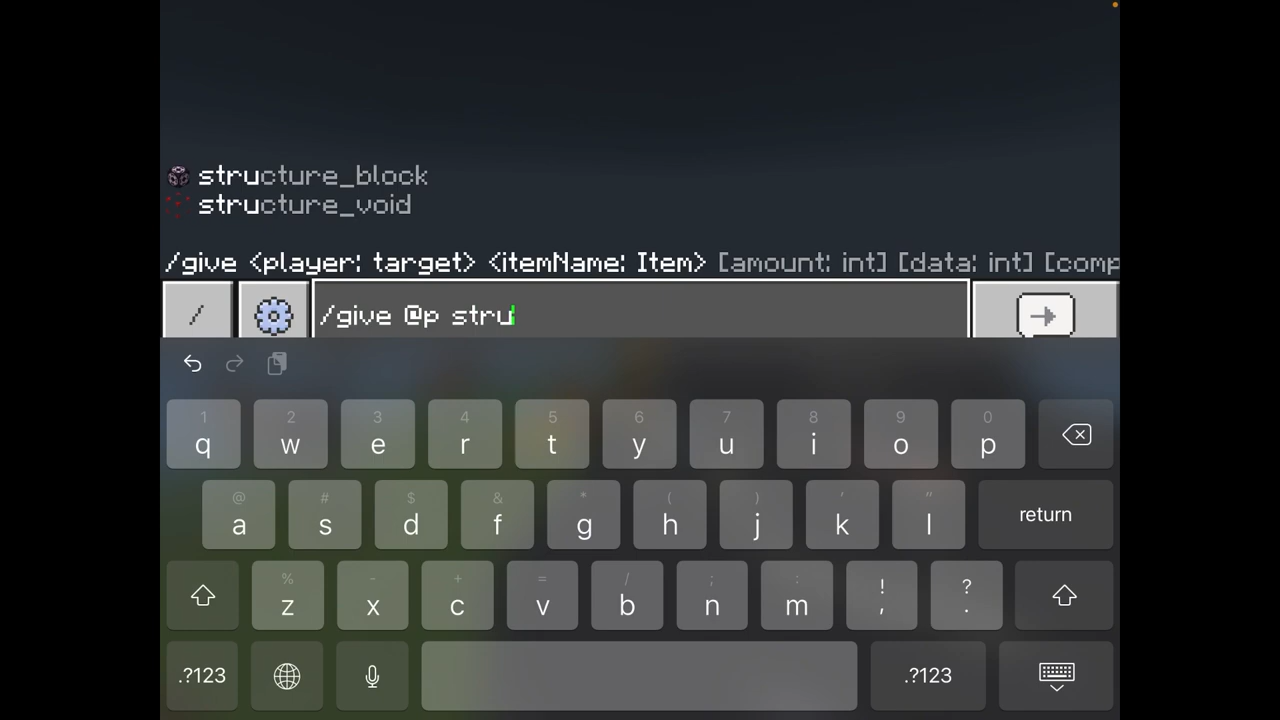 structure_block
structure_void
/give <player: target> <itemName: Item> [amount: int] [data: int] [comp
/ /give @p stru
1 2 3 4 5 6 7 8 9 0
q w e r t y u i o p
@ # $ & * ( ) ' "
a s d f g h j k l return
% - + = / ; : ! ?
z x c v b n m , .
.?123 .?123